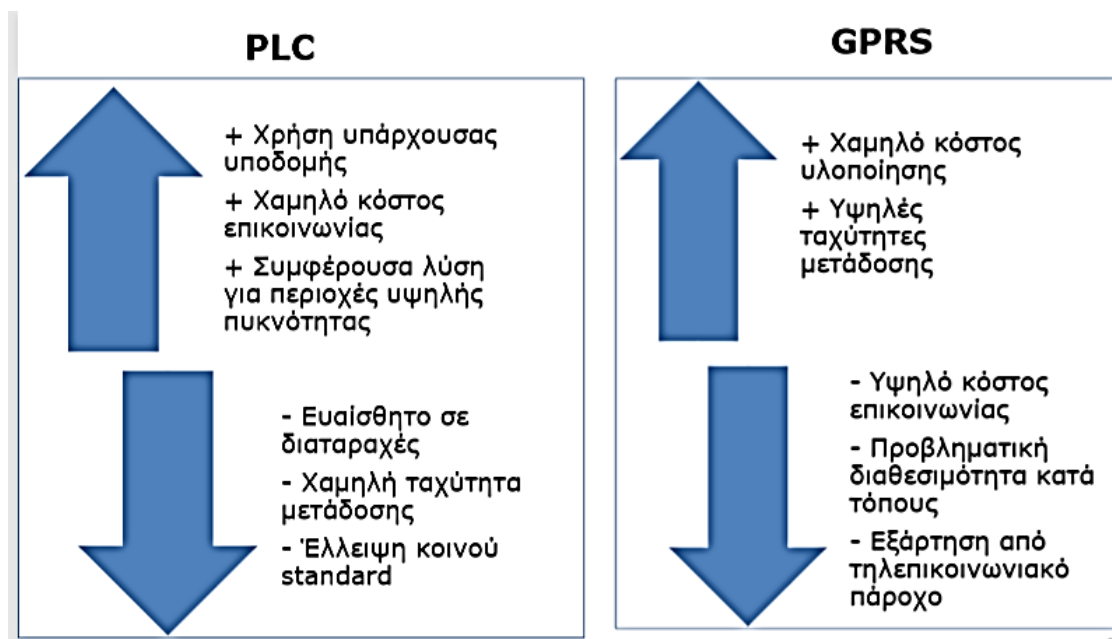 PLC
+ Χρήση υπάρχουσας
υποδομής
+ Χαμηλό κόστος
επικοινωνίας
+ Συμφέρουσα λύση
για περιοχές υψηλής
πυκνότητας
- Ευαίσθητο σε
διαταραχές
- Χαμηλή ταχύτητα
μετάδοσης
- Έλλειψη κοινού
standard
GPRS
+ Χαμηλό κόστος
υλοποίησης
+ Υψηλές
ταχύτητες
μετάδοσης
- Υψηλό κόστος
επικοινωνίας
- Προβληματική
διαθεσιμότητα κατά
τόπους
- Εξάρτηση από
τηλεπικοινωνιακό
πάροχο